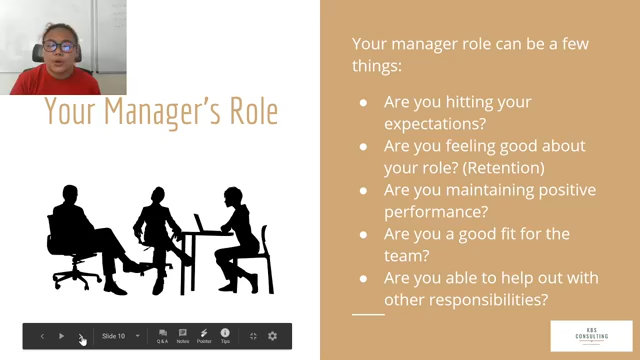 Your Manager's Role
Your manager role can be a few
things:
● Are you hitting your
expectations?
● Are you feeling good about
your role? (Retention)
● Are you maintaining positive
performance?
● Are you a good fit for the
team?
● Are you able to help out with
other responsibilities?
Slide 10
Q & A
Notes
Pointer
Tips
KBS
CONSULTING